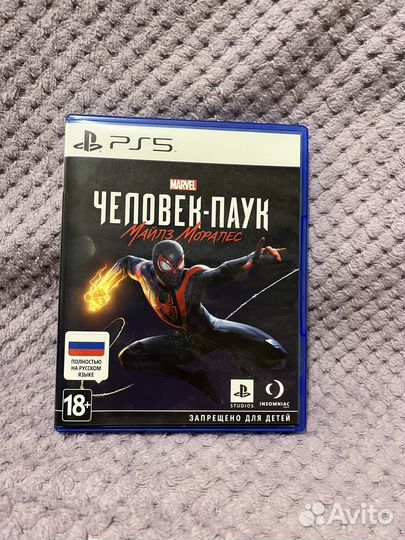 PS5
MARVEL
ЧЕЛОВЕК-ПАУК
МАЙЛЗ МОРАЛЕС
ПОЛНОСТЬЮ
НА РУССКОМ
ЯЗЫКЕ
18+
STUDIOS
INSOMNIAC
ЗАПРЕЩЕНО ДЛЯ ДЕТЕЙ
Avito